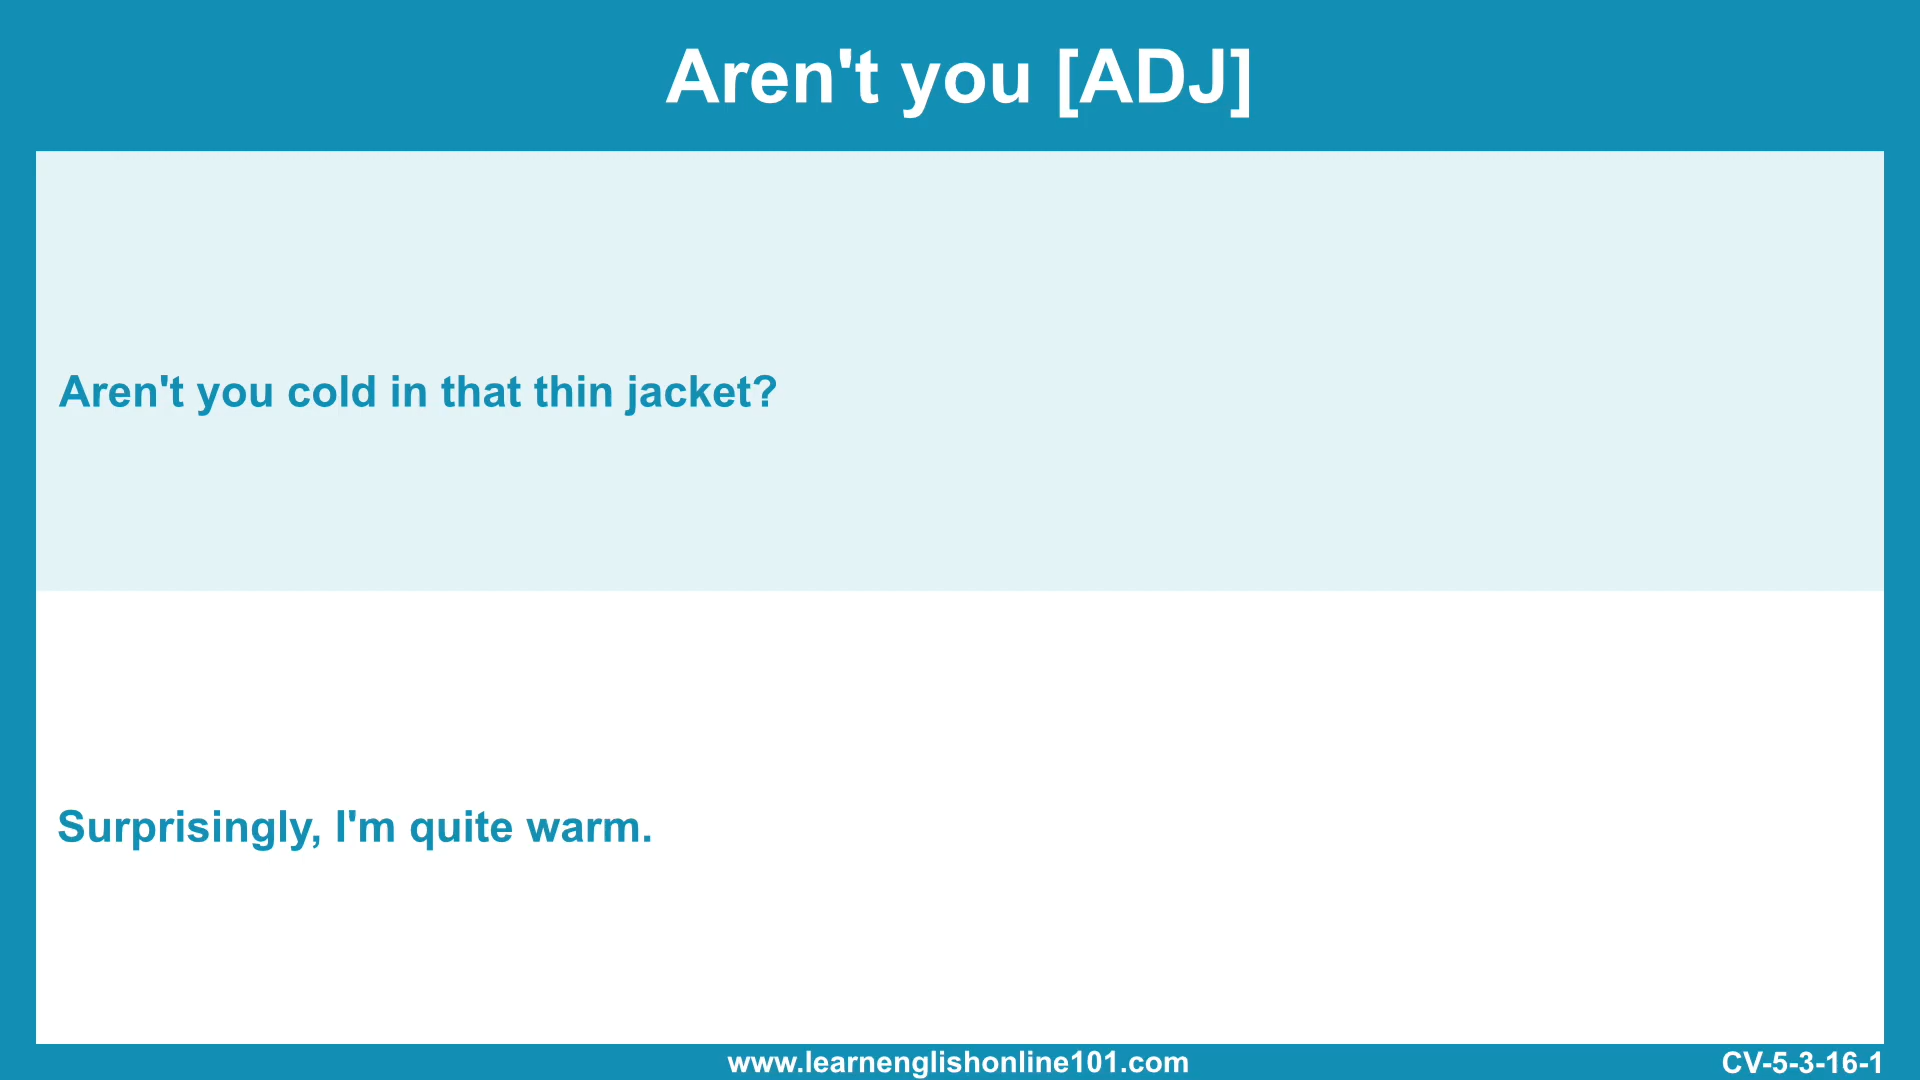 Aren't you [ADJ]
Aren't you cold in that thin jacket?
Surprisingly, I'm quite warm.
www.learnenglishonline101.com
CV-5-3-16-1